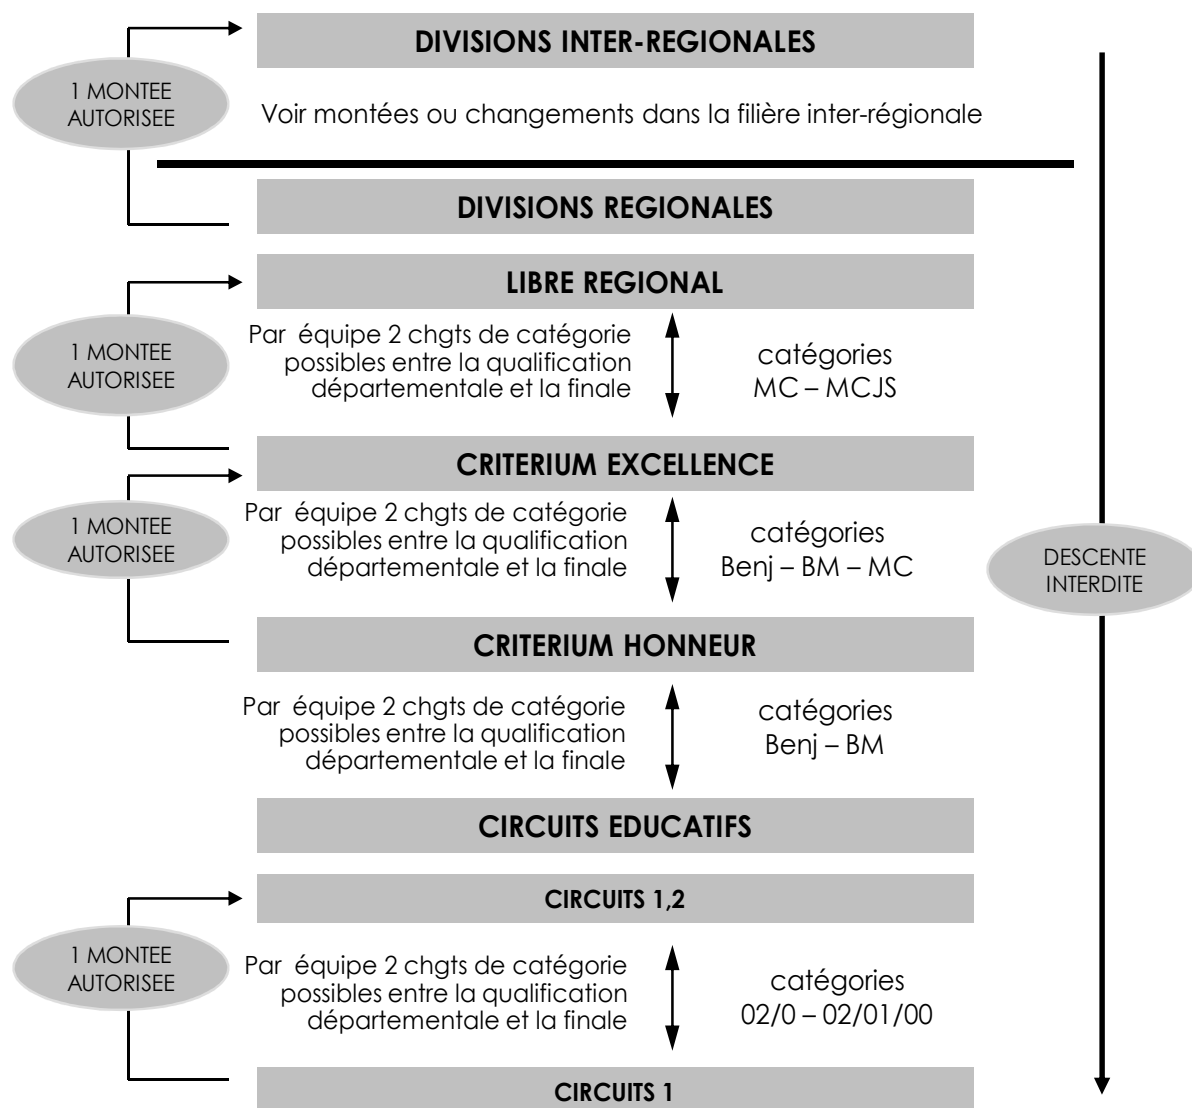 DIVISIONS INTER-REGIONALES
1 MONTEE
AUTORISEE
Voir montées ou changements dans la filière inter-régionale
DIVISIONS REGIONALES
LIBRE REGIONAL
1 MONTEE
AUTORISEE
Par équipe 2 chgts de catégorie
possibles entre la qualification
départementale et la finale
catégories
MC – MCJS
CRITERIUM EXCELLENCE
1 MONTEE
AUTORISEE
Par équipe 2 chgts de catégorie
possibles entre la qualification
départementale et la finale
catégories
Benj – BM – MC
DESCENTE
INTERDITE
CRITERIUM HONNEUR
Par équipe 2 chgts de catégorie
possibles entre la qualification
départementale et la finale
catégories
Benj – BM
CIRCUITS EDUCATIFS
CIRCUITS 1,2
1 MONTEE
AUTORISEE
Par équipe 2 chgts de catégorie
possibles entre la qualification
départementale et la finale
catégories
02/0 – 02/01/00
CIRCUITS 1